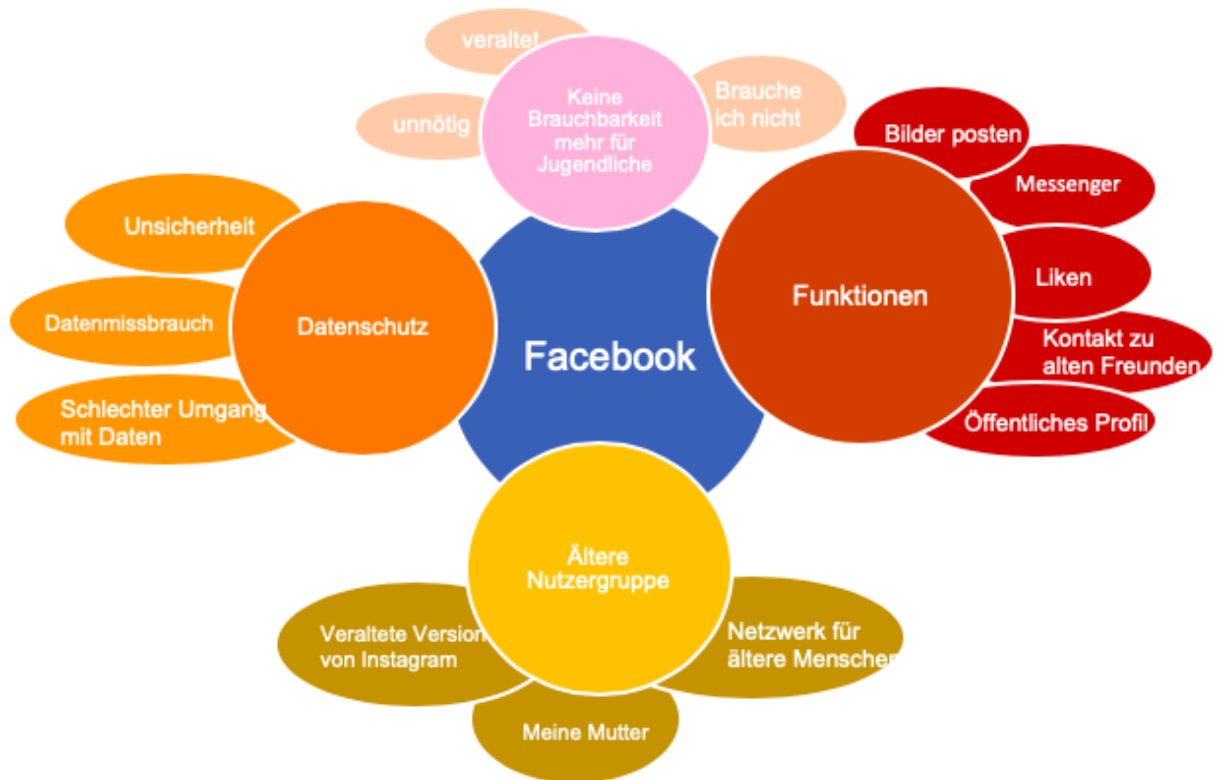 veraltet
unnötig
Keine
Brauchbarkeit
mehr für
Jugendliche
Brauche
ich nicht
Bilder posten
Messenger
Liken
Kontakt zu
alten Freunden
Öffentliches Profil
Funktionen
Unsicherheit
Datenmissbrauch
Schlechter Umgang
mit Daten
Datenschutz
Facebook
Ältere
Nutzergruppe
Veraltete Version
von Instagram
Meine Mutter
Netzwerk für
ältere Menschen